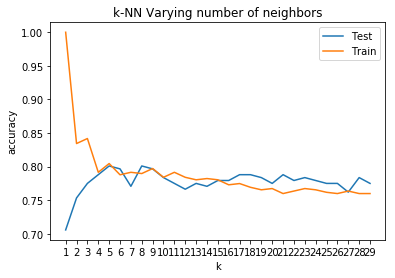 k-NN Varying number of neighbors
1.00
0.95
0.90
0.85
0.80
0.75
0.70
accuracy
Test
Train
1 2 3 4 5 6 7 8 9 10 11 12 13 14 15 16 17 18 19 20 21 22 23 24 25 26 27 28 29
k